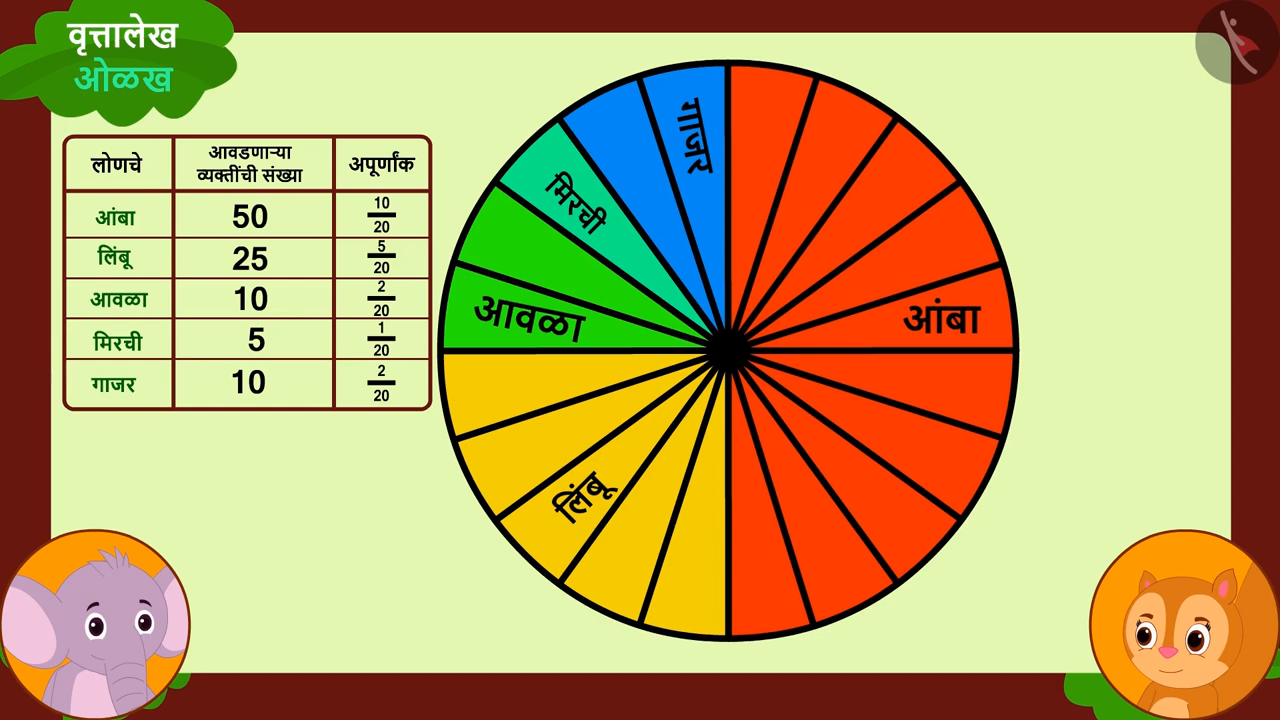 वृत्तालेख
ओळख
लोणचे
आवडणाऱ्या
व्यक्तींची संख्या
अपूर्णांक
आंबा 50 10/20
लिंबू 25 5/20
आवळा 10 2/20
मिरची 5 1/20
गाजर 10 2/20
गाजर
मिरची
आवळा
आंबा
लिंबू